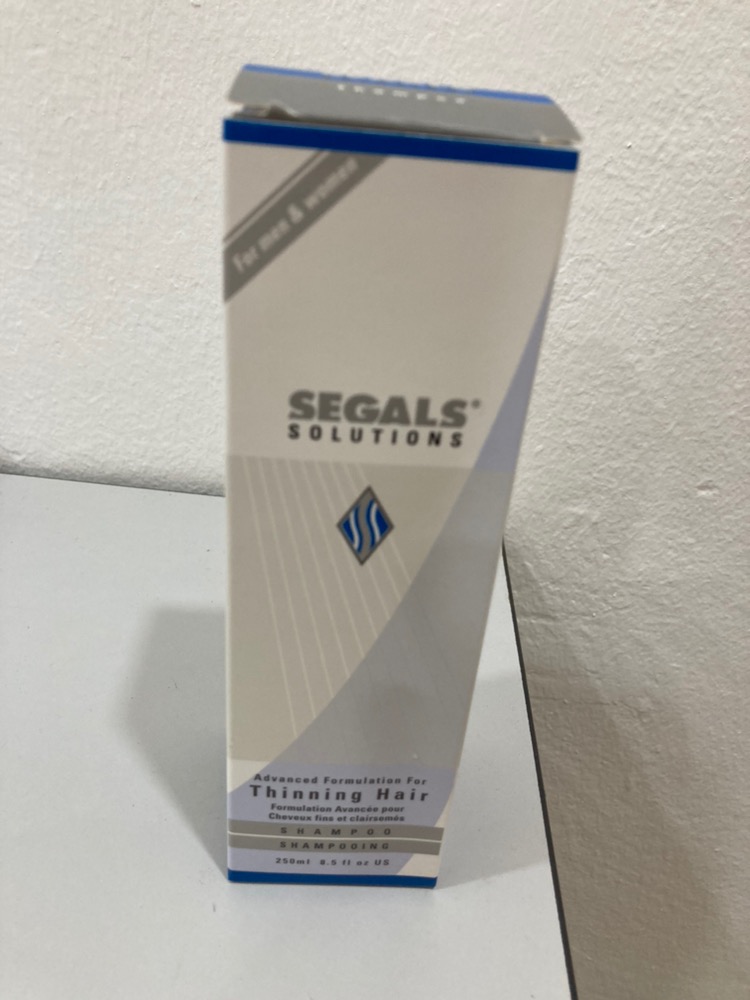 For men & women
SEGALS®
SOLUTIONS
Advanced Formulation For
Thinning Hair
Formulation Avancée pour
Cheveux fins et clairsemés
SHAMPOO
SHAMPOOING
250ml 8.5 fl oz US